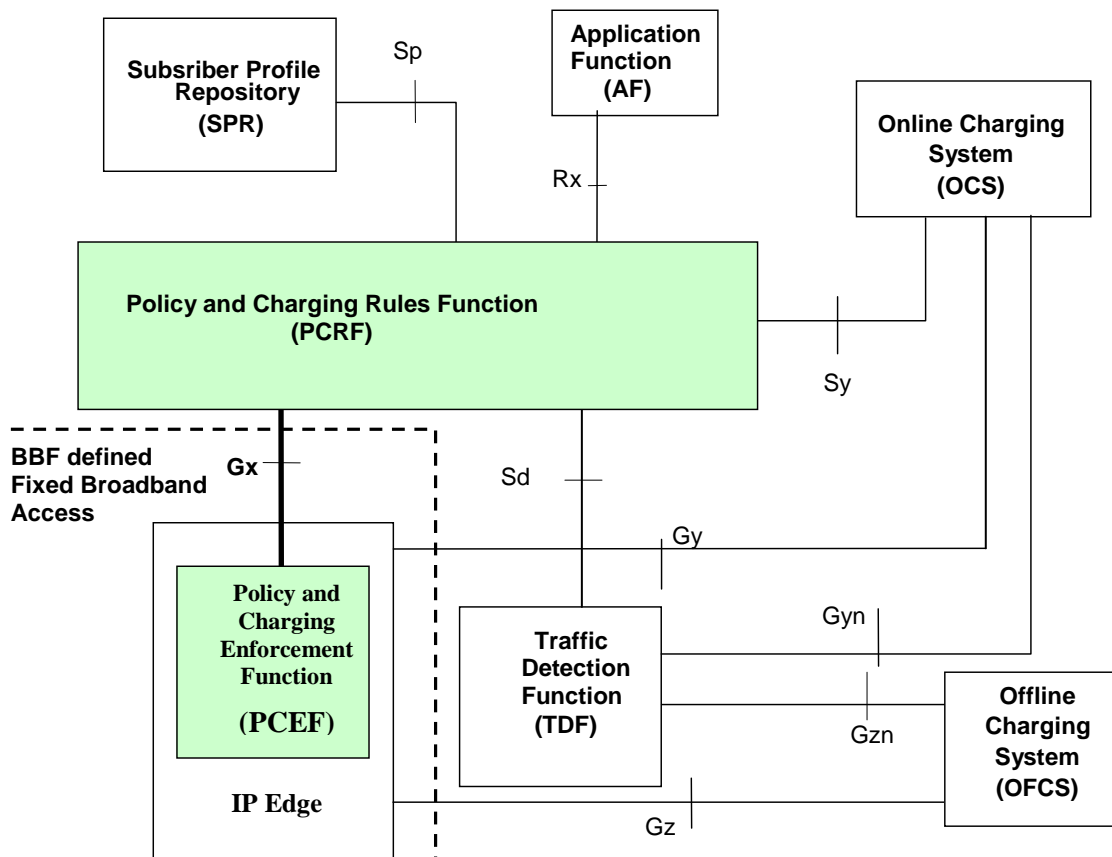 Subsriber Profile
Repository
(SPR)
Sp
Application
Function
(AF)
Online Charging
System
(OCS)
Rx
Policy and Charging Rules Function
(PCRF)
Sy
BBF defined
Fixed Broadband
Access
Gx
Sd
Gy
Policy and
Charging
Enforcement
Function
(PCEF)
IP Edge
Traffic
Detection
Function
(TDF)
Gyn
Gzn
Offline
Charging
System
(OFCS)
Gz